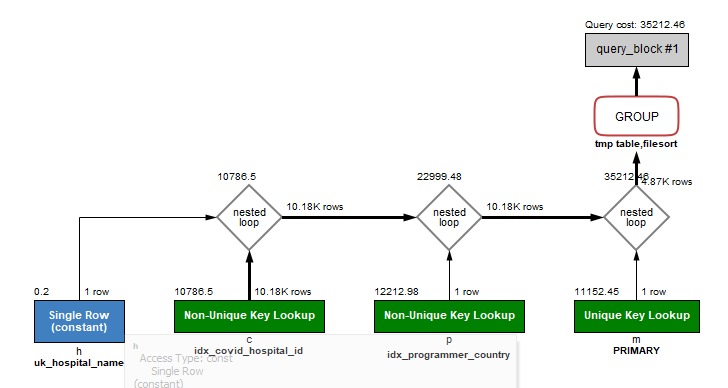 Query cost: 35212.46
query_block #1
GROUP
tmp table,filesort
10786.5
22999.48
35212.46
4.87K rows
nested
loop
10.18K rows
nested
loop
10.18K rows
nested
loop
0.2
1 row
10786.5
10.18K rows
12212.98
1 row
11152.45
1 row
Single Row
(constant)
Non-Unique Key Lookup
Non-Unique Key Lookup
Unique Key Lookup
h
c
p
m
uk_hospital_name
idx_covid_hospital_id
idx_programmer_country
PRIMARY
h
Access Type: const
Single Row
(constant)